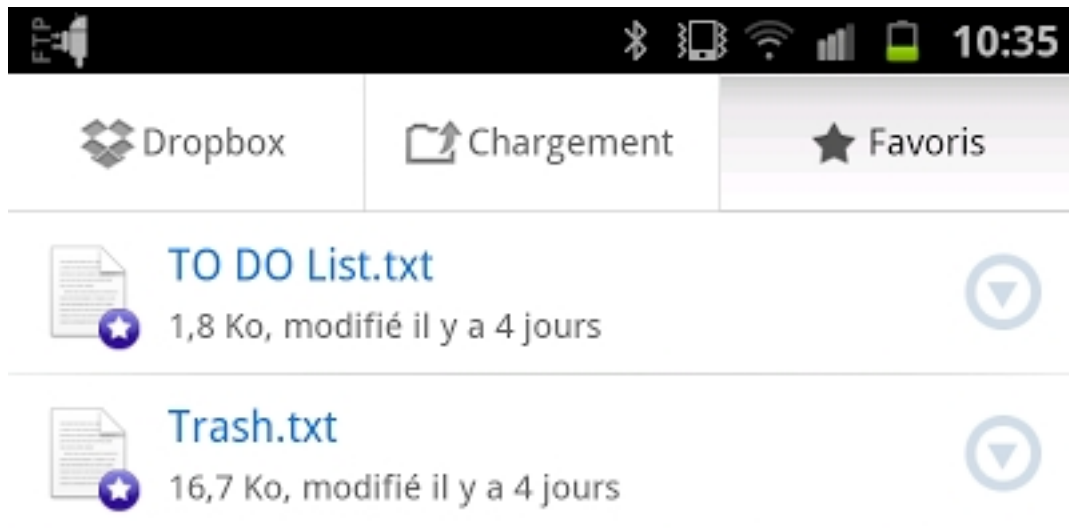 FTP 10:35
Dropbox Chargement Favoris
TO DO List.txt
1,8 Ko, modifié il y a 4 jours
Trash.txt
16,7 Ko, modifié il y a 4 jours